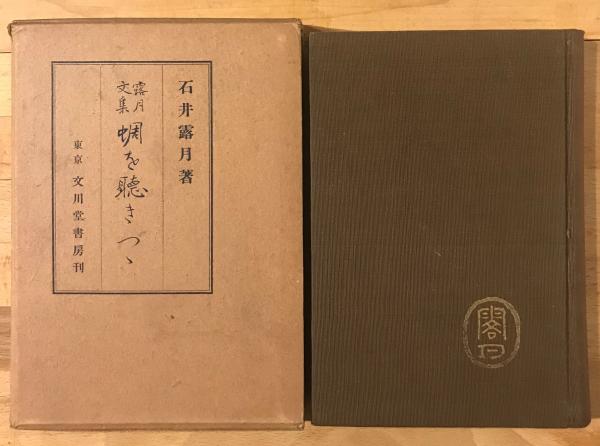 石井露月著
露月文集
蜩を聴きつゝ
東京 文川堂書房刊